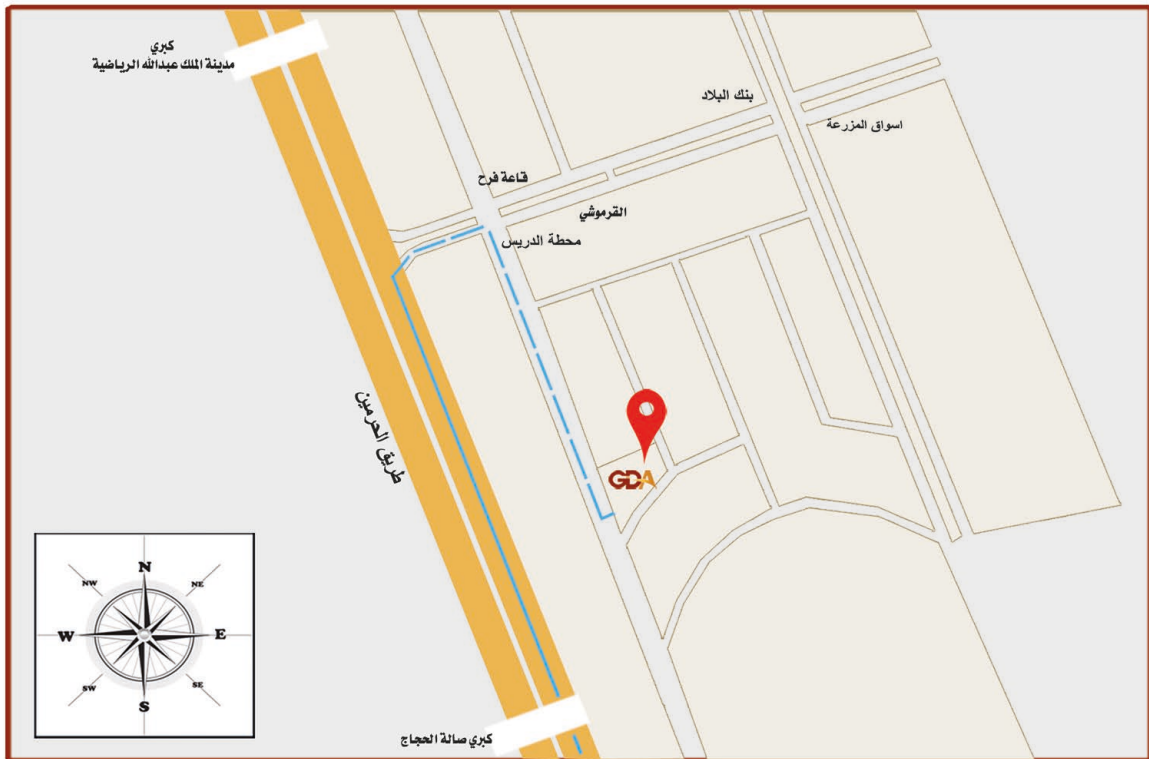 كبري
مدينة الملك عبدالله الرياضية
بنك البلاد
اسواق المزرعة
قاعة فرح
القرموشي
محطة الدريس
طريق الحرمين
GDA
N
NW
NE
W
E
SW
SE
S
كبري صالة الحجاج